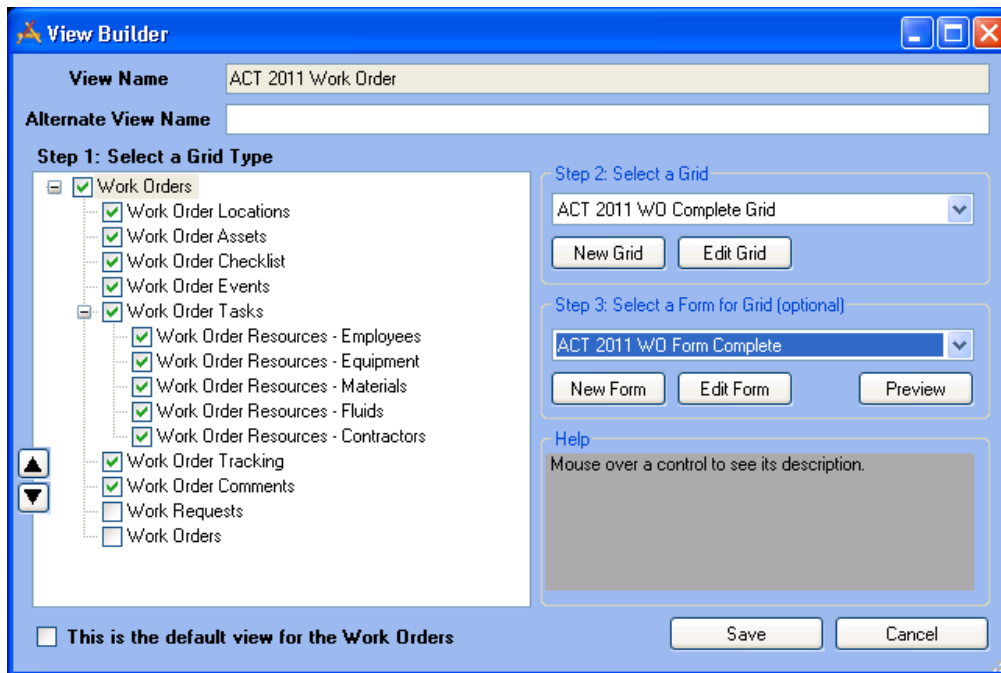 View Builder
View Name ACT 2011 Work Order
Alternate View Name
Step 1: Select a Grid Type
Work Orders
Work Order Locations
Work Order Assets
Work Order Checklist
Work Order Events
Work Order Tasks
Work Order Resources - Employees
Work Order Resources - Equipment
Work Order Resources - Materials
Work Order Resources - Fluids
Work Order Resources - Contractors
Work Order Tracking
Work Order Comments
Work Requests
Work Orders
This is the default view for the Work Orders
Step 2: Select a Grid
ACT 2011 WO Complete Grid
New Grid Edit Grid
Step 3: Select a Form for Grid (optional)
ACT 2011 WO Form Complete
New Form Edit Form Preview
Help
Mouse over a control to see its description.
Save Cancel